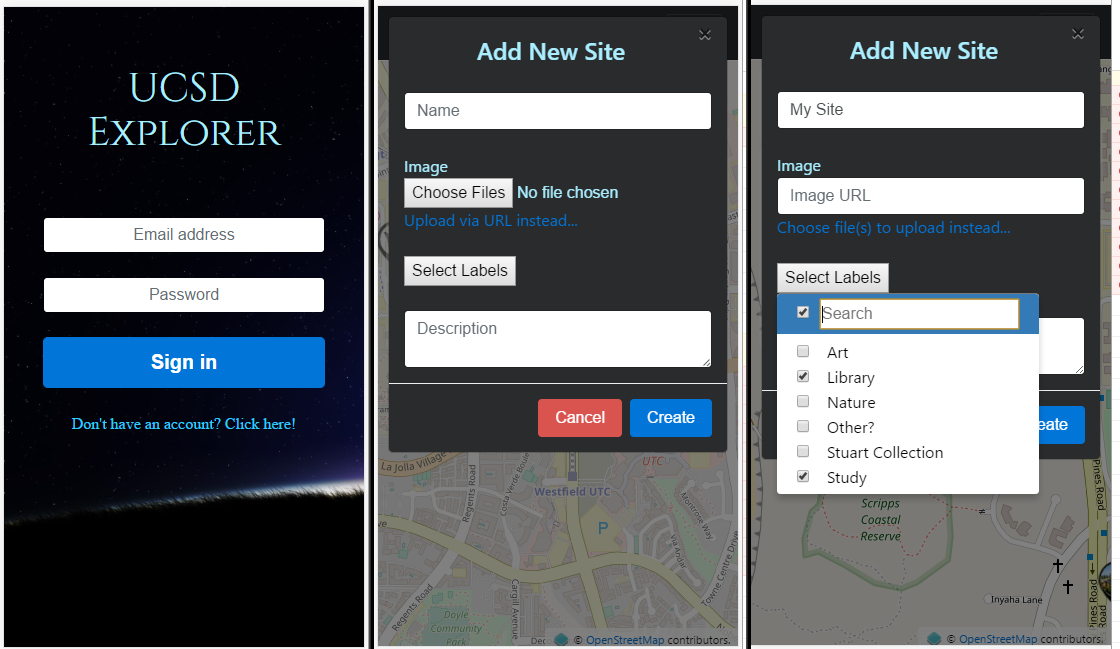 UCSD
EXPLORER
Email address
Password
Sign in
Don't have an account? Click here!
×
Add New Site
Name
Image
Choose Files No file chosen
Upload via URL instead...
Select Labels
Description
Cancel
Create
La Jolla Village
Regents Road
Costa Verde Boule
UTC
Westfield UTC
P
Montrose Way
via Andar
Towne Centre Drive
Regents Road
Cargill Avenue
Doyle
Community
Park
© OpenStreetMap contributors.
×
Add New Site
My Site
Image
Image URL
Choose file(s) to upload instead...
Select Labels
Search
Art
Library
Nature
Other?
Stuart Collection
Study
eate
Scripps
Coastal
Reserve
Pines Road
Inyaha Lane
Pines Road
© OpenStreetMap contributors.